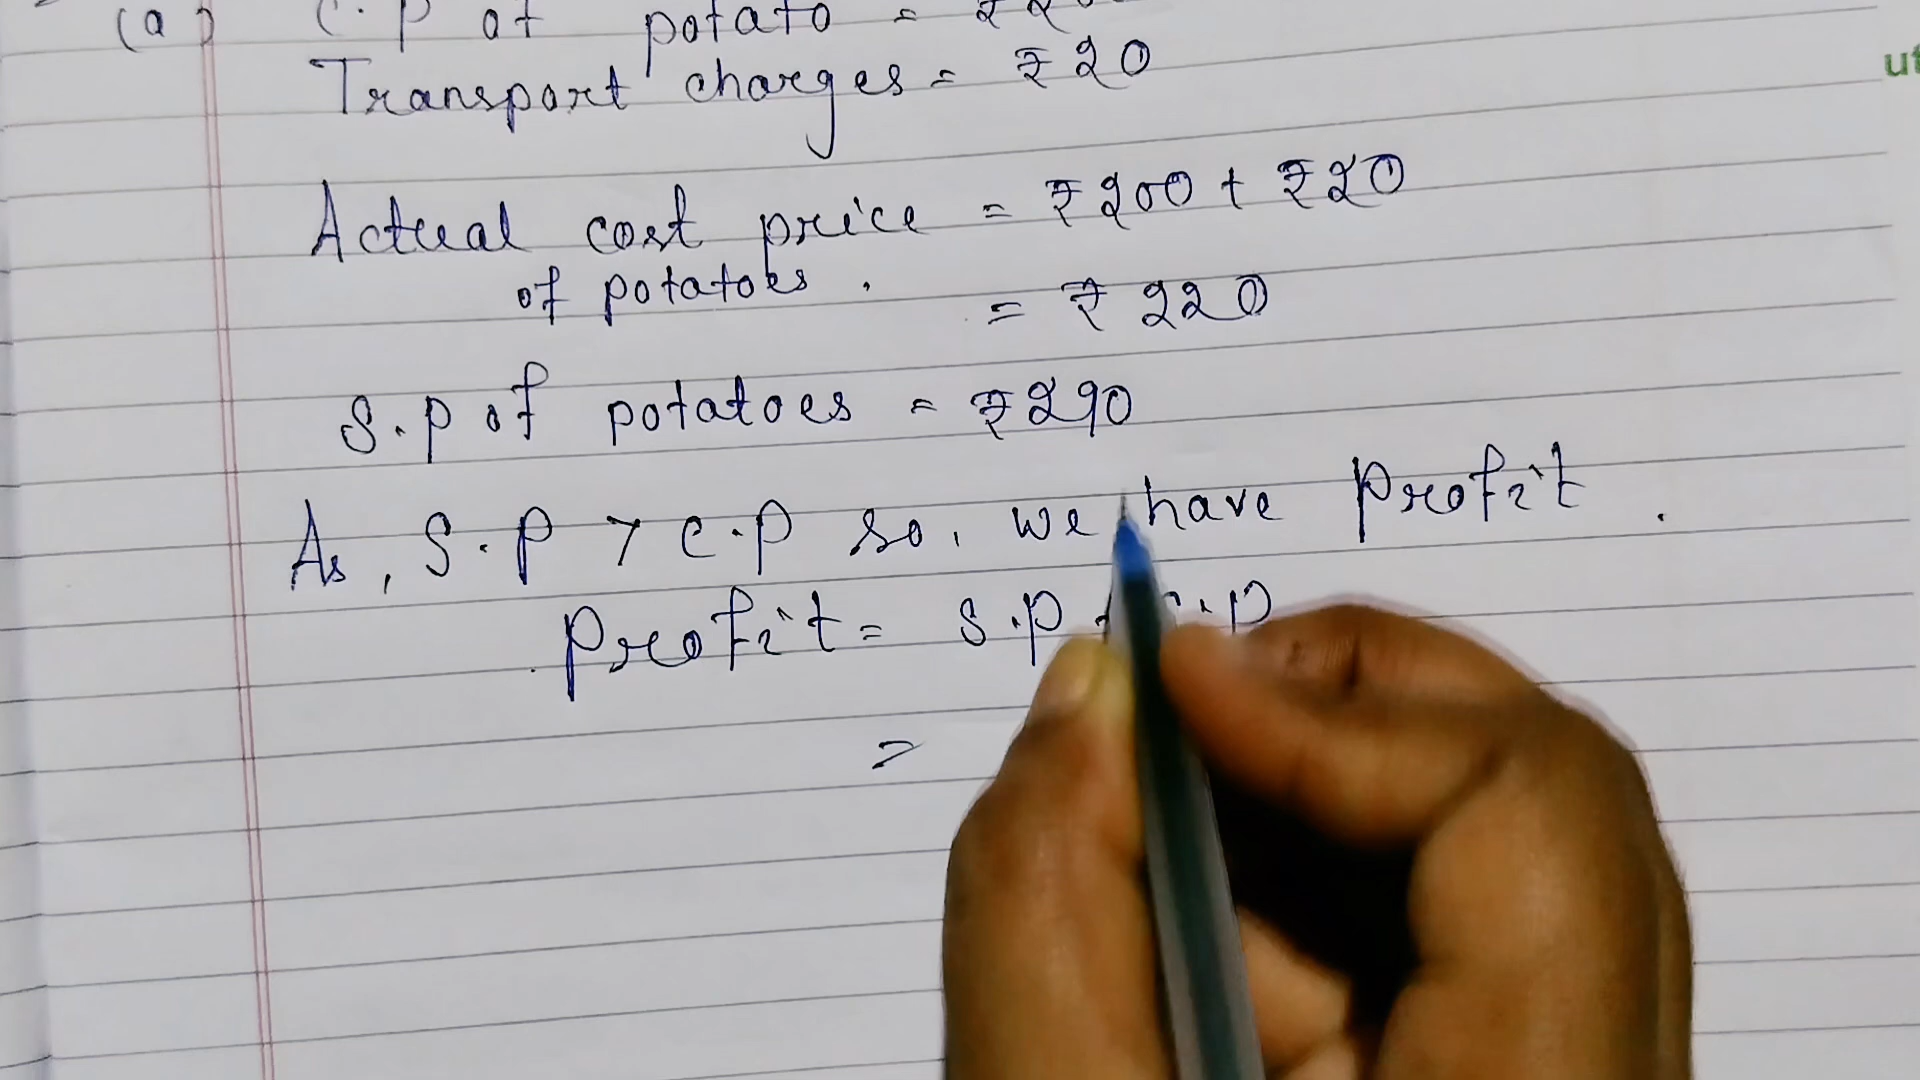 (a) C.P of potato = ₹
Transport charges = ₹20
Actual cost price = ₹200 + ₹20
of potatoes.
= ₹220
S.P of potatoes = ₹290
As, S.P > C.P so, we have Profit.
Profit = S.P - C.P
=